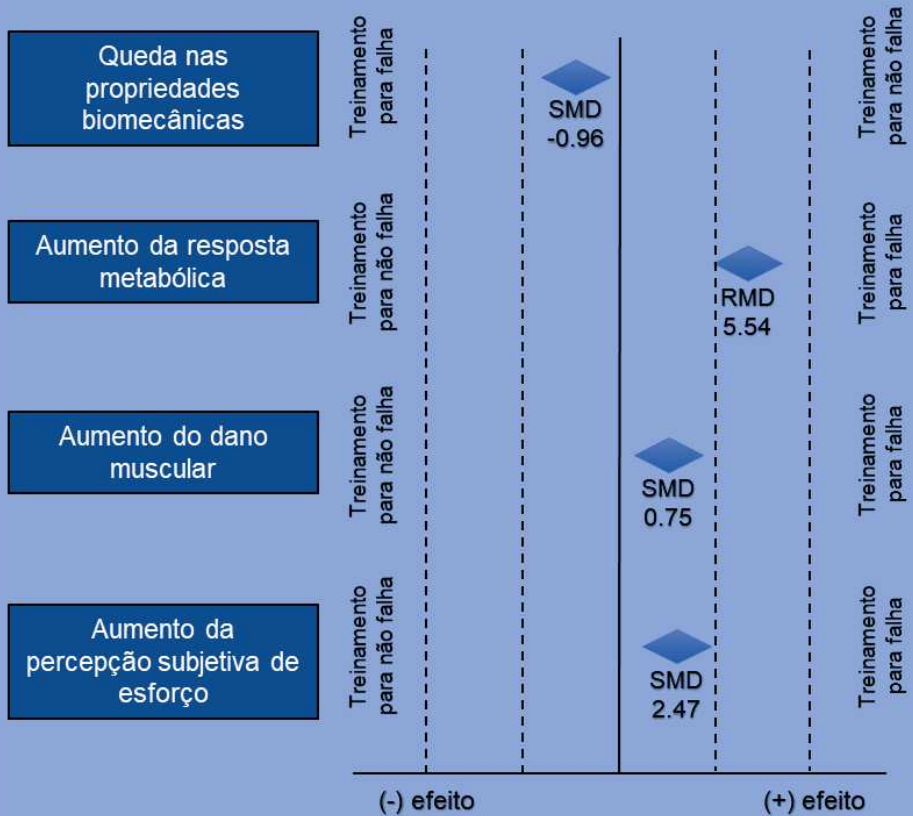 Queda nas
propriedades
biomecânicas
Treinamento
para falha
SMD
-0.96
Treinamento
para não falha
Aumento da resposta
metabólica
Treinamento
para não falha
RMD
5.54
Treinamento
para falha
Aumento do dano
muscular
Treinamento
para não falha
SMD
0.75
Treinamento
para falha
Aumento da
percepção subjetiva de
esforço
Treinamento
para não falha
SMD
2.47
Treinamento
para falha
(-) efeito
(+) efeito